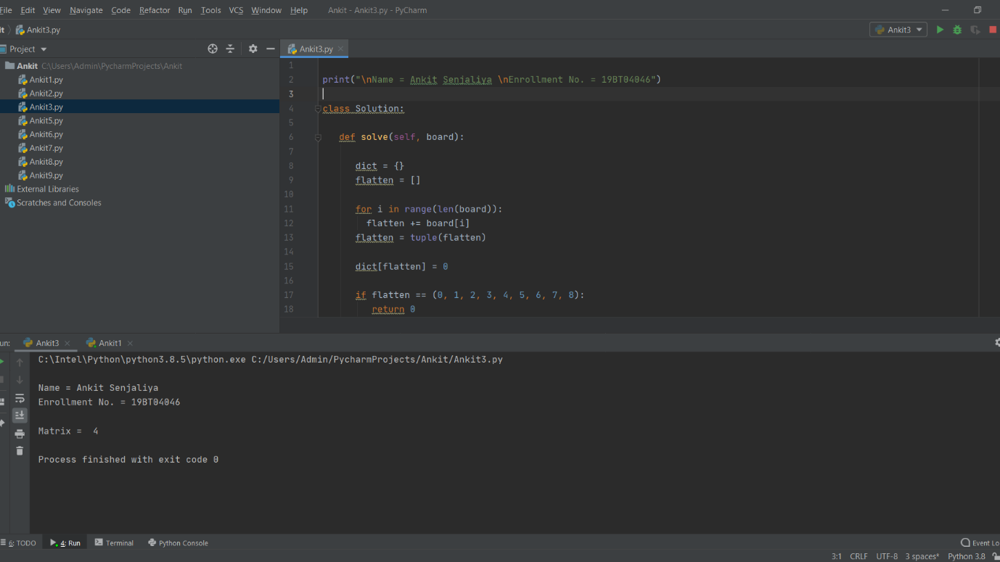 File Edit View Navigate Code Refactor Run Tools VCS Window Help Ankit - Ankit3.py - PyCharm
it Ankit3.py
Ankit3
Project
Ankit3.py
Ankit C:\Users\Admin\PycharmProjects\Ankit
Ankit1.py
Ankit2.py
Ankit3.py
Ankit5.py
Ankit6.py
Ankit7.py
Ankit8.py
Ankit9.py
External Libraries
Scratches and Consoles
1
2 print("\nName = Ankit Senjaliya \nEnrollment No. = 19BT04046")
3
4 class Solution:
5
6 def solve(self, board):
7
8 dict = {}
9 flatten = []
10
11 for i in range(len(board)):
12 flatten += board[i]
13 flatten = tuple(flatten)
14
15 dict[flatten] = 0
16
17 if flatten == (0, 1, 2, 3, 4, 5, 6, 7, 8):
18 return 0
un: Ankit3 Ankit1
C:\Intel\Python\python3.8.5\python.exe C:/Users/Admin/PycharmProjects/Ankit/Ankit3.py
Name = Ankit Senjaliya
Enrollment No. = 19BT04046
Matrix = 4
Process finished with exit code 0
6: TODO 4: Run Terminal Python Console Event Lo
3:1 CRLF UTF-8 3 spaces* Python 3.8